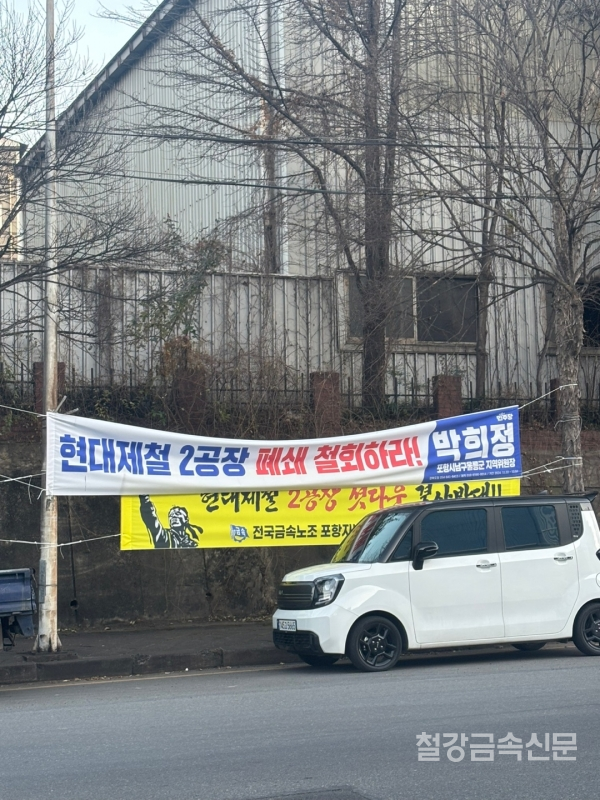 민주당
현대제철 2공장 폐쇄 철회하라! 박희정
포항시남구울릉군 지역위원장
현대제철 2공장 셧다운 결사반대!!
전국금속노조 포항지
철강금속신문